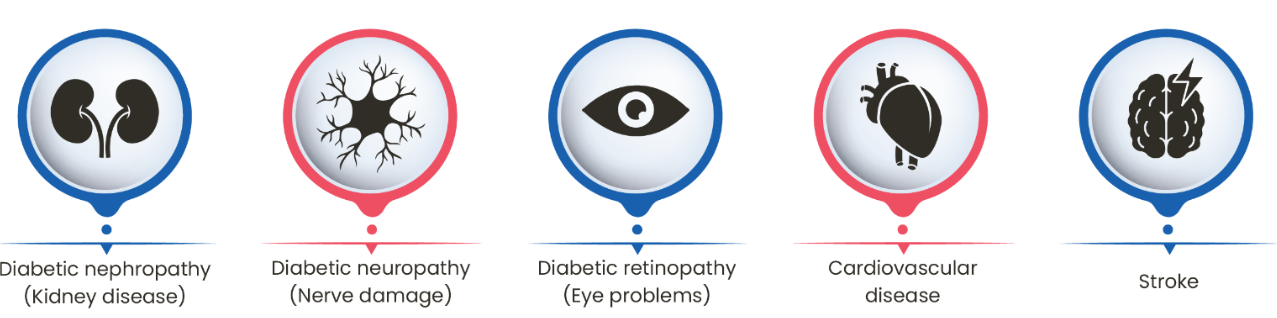 Diabetic nephropathy
(Kidney disease)
Diabetic neuropathy
(Nerve damage)
Diabetic retinopathy
(Eye problems)
Cardiovascular
disease
Stroke